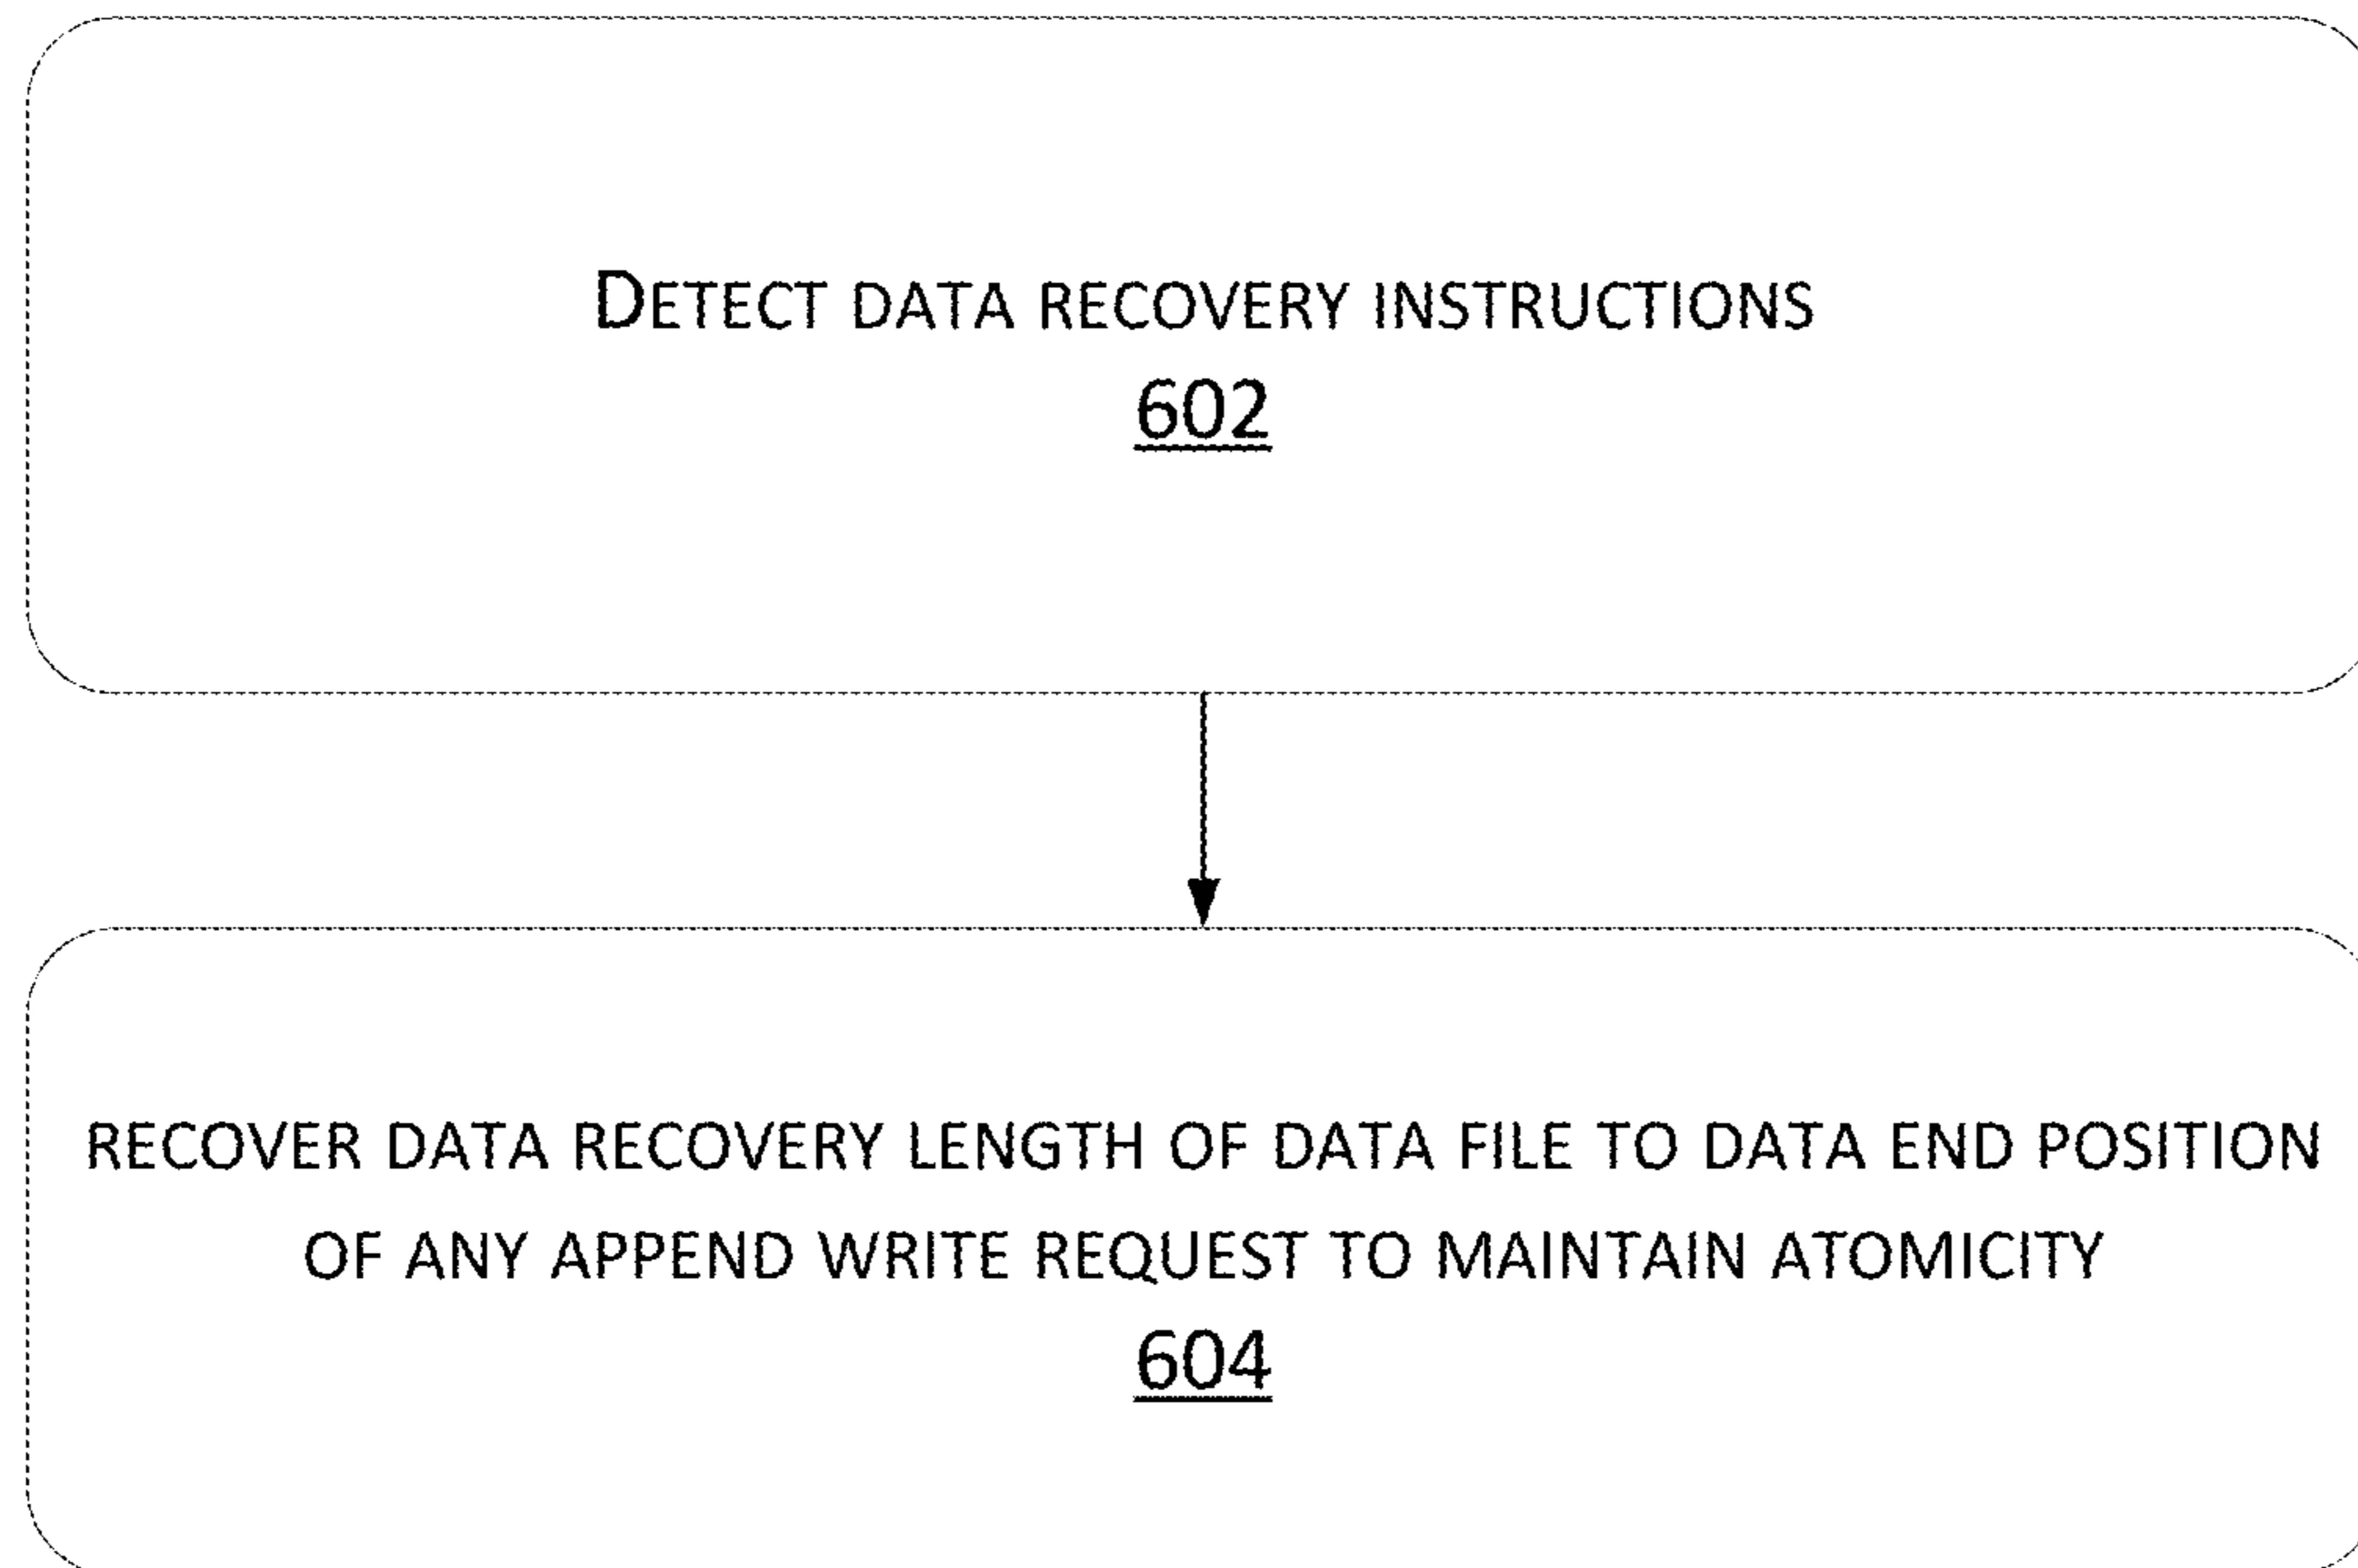 DETECT DATA RECOVERY INSTRUCTIONS
602
RECOVER DATA RECOVERY LENGTH OF DATA FILE TO DATA END POSITION
OF ANY APPEND WRITE REQUEST TO MAINTAIN ATOMICITY
604